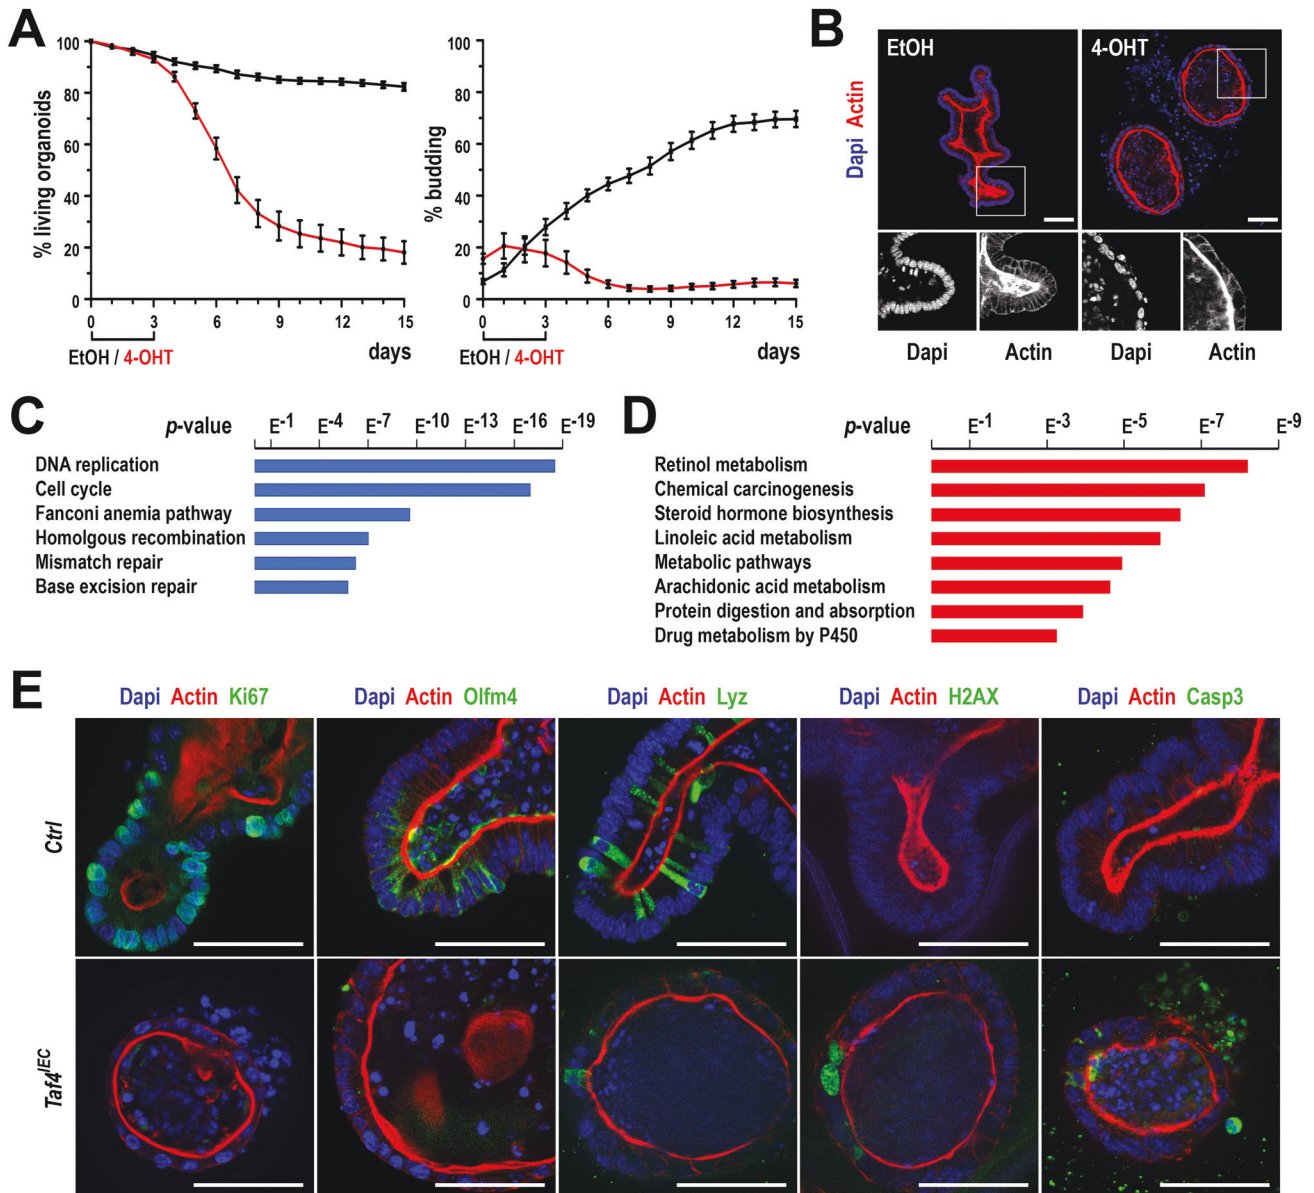 A
% living organoids
100
80
60
40
20
0
0 3 6 9 12 15
EtOH / 4-OHT
days
% budding
100
80
60
40
20
0
0 3 6 9 12 15
EtOH / 4-OHT
days
B
Dapi Actin
EtOH
4-OHT
Dapi Actin Dapi Actin
C
p-value E-1 E-4 E-7 E-10 E-13 E-16 E-19
DNA replication
Cell cycle
Fanconi anemia pathway
Homolgous recombination
Mismatch repair
Base excision repair
D
p-value E-1 E-3 E-5 E-7 E-9
Retinol metabolism
Chemical carcinogenesis
Steroid hormone biosynthesis
Linoleic acid metabolism
Metabolic pathways
Arachidonic acid metabolism
Protein digestion and absorption
Drug metabolism by P450
E
Dapi Actin Ki67
Dapi Actin Olfm4
Dapi Actin Lyz
Dapi Actin H2AX
Dapi Actin Casp3
Ctrl
Taf4IEC